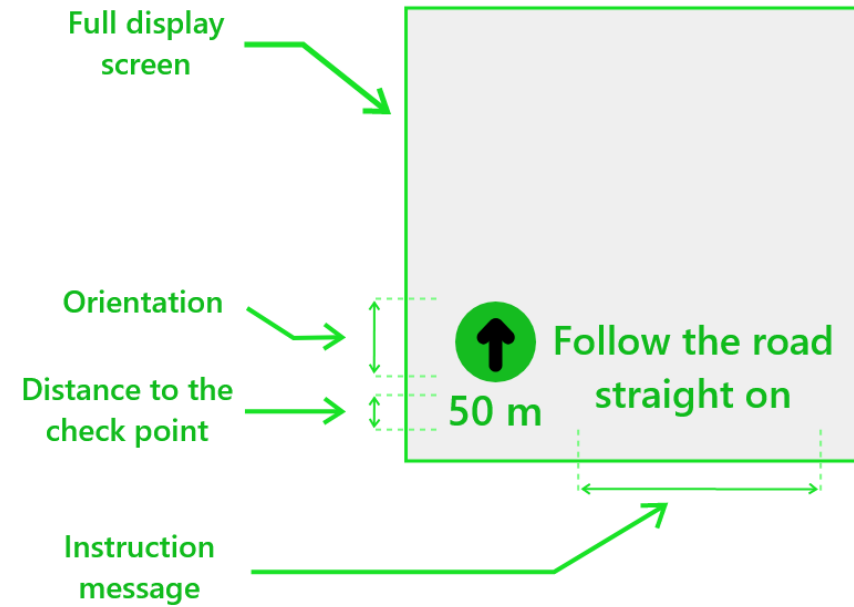 Full display
screen
Orientation
Follow the road
straight on
Distance to the
check point
50 m
Instruction
message